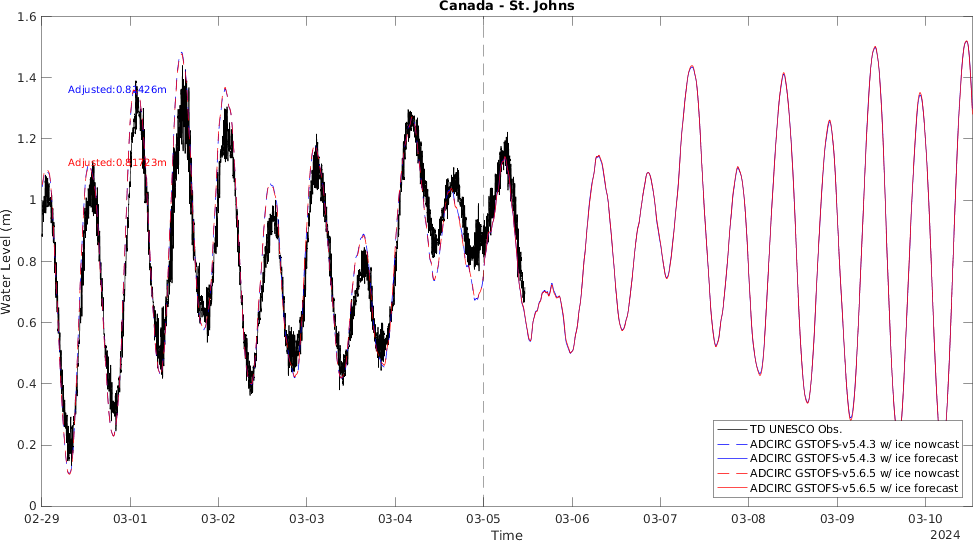 Canada - St. Johns
1.6
1.4
1.2
1
0.8
0.6
0.4
0.2
0
Water Level (m)
Adjusted:0.81426m
Adjusted:0.81723m
TD UNESCO Obs.
ADCIRC GSTOFS-v5.4.3 w/ ice nowcast
ADCIRC GSTOFS-v5.4.3 w/ ice forecast
ADCIRC GSTOFS-v5.6.5 w/ ice nowcast
ADCIRC GSTOFS-v5.6.5 w/ ice forecast
02-29 03-01 03-02 03-03 03-04 03-05 03-06 03-07 03-08 03-09 03-10
Time
2024